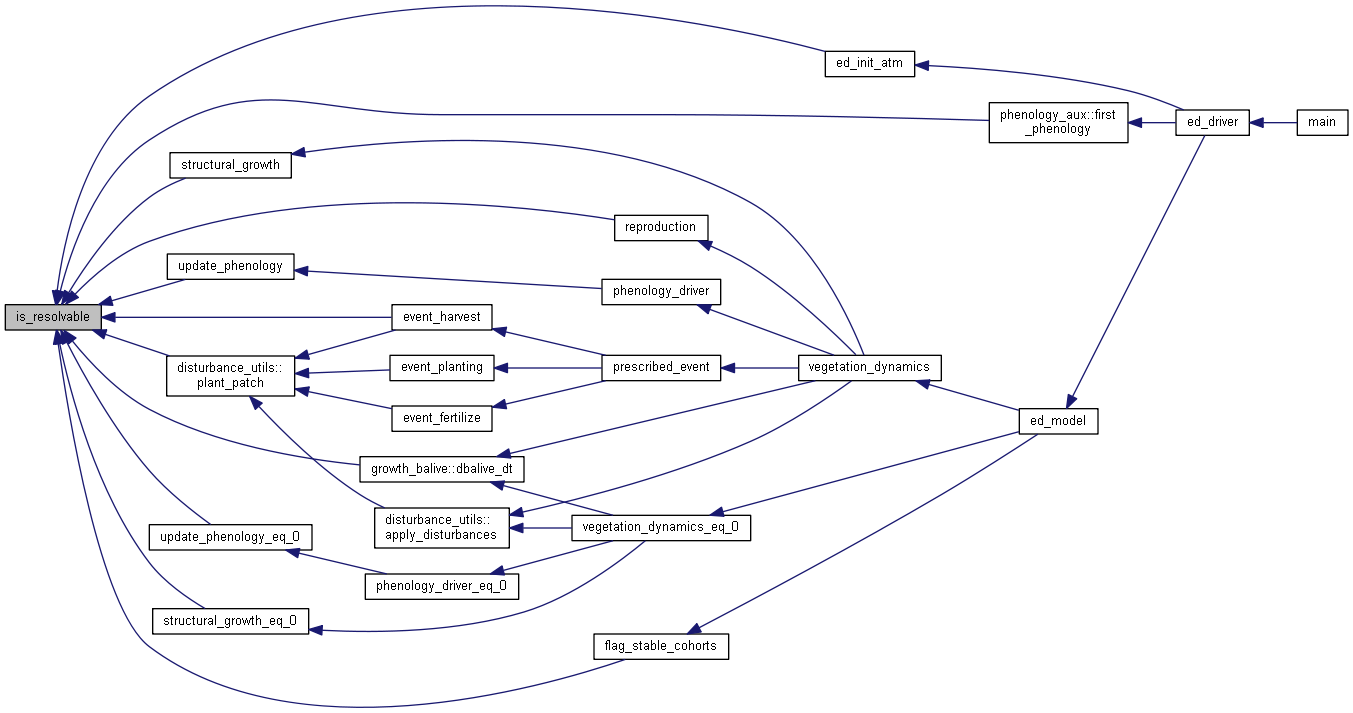 ed_init_atm
phenology_aux::first
_phenology
ed_driver
main
structural_growth
reproduction
update_phenology
phenology_driver
is_resolvable
event_harvest
disturbance_utils::
plant_patch
event_planting
prescribed_event
vegetation_dynamics
event_fertilize
ed_model
growth_balive::dbalive_dt
disturbance_utils::
apply_disturbances
vegetation_dynamics_eq_0
update_phenology_eq_0
phenology_driver_eq_0
structural_growth_eq_0
flag_stable_cohorts